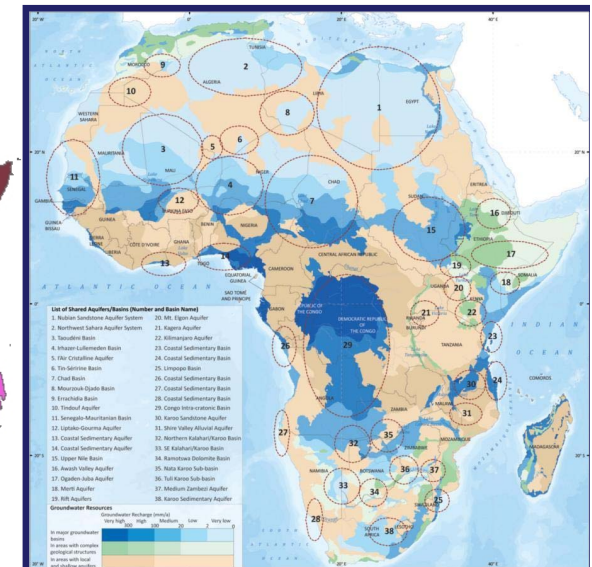 TUNISIA
MOROCCO
ALGERIA
LIBYA
EGYPT
WESTERN SAHARA
MAURITANIA
MALI
NIGER
CHAD
SUDAN
ERITREA
DJIBOUTI
ETHIOPIA
SOMALIA
SENEGAL
GAMBIA
GUINEA BISSAU
GUINEA
SIERRA LEONE
LIBERIA
CÔTE D'IVOIRE
BURKINA FASO
GHANA
TOGO
BENIN
NIGERIA
CAMEROON
CENTRAL AFRICAN REPUBLIC
EQUATORIAL GUINEA
SAO TOMÉ AND PRINCIPE
GABON
REPUBLIC OF THE CONGO
DEMOCRATIC REPUBLIC OF THE CONGO
UGANDA
KENYA
RWANDA
BURUNDI
TANZANIA
COMOROS
ANGOLA
ZAMBIA
MALAWI
MOZAMBIQUE
ZIMBABWE
NAMIBIA
BOTSWANA
SWAZILAND
LESOTHO
SOUTH AFRICA
MADAGASCAR
ATLANTIC OCEAN
INDIAN OCEAN
List of Shared Aquifers/Basins (Number and Basin Name)
1. Nubian Sandstone Aquifer System
2. Northwest Sahara Aquifer System
3. Taoudéni Basin
4. Irhazer-Lullemeden Basin
5. l'Aïr Cristalline Aquifer
6. Tin-Séririne Basin
7. Chad Basin
8. Mourzouk-Djado Basin
9. Errachidia Basin
10. Tindouf Aquifer
11. Senegalo-Mauritanian Basin
12. Liptako-Gourma Aquifer
13. Coastal Sedimentary Aquifer
14. Coastal Sedimentary Aquifer
15. Upper Nile Basin
16. Awash Valley Aquifer
17. Ogaden-Juba Aquifer
18. Merti Aquifer
19. Rift Aquifers
20. Mt. Elgon Aquifer
21. Kagera Aquifer
22. Kilimanjaro Aquifer
23. Coastal Sedimentary Basin
24. Coastal Sedimentary Basin
25. Limpopo Basin
26. Coastal Sedimentary Basin
27. Coastal Sedimentary Basin
28. Coastal Sedimentary Basin
29. Congo Intra-cratonic Basin
30. Karoo Sandstone Aquifer
31. Shire Valley Alluvial Aquifer
32. Northern Kalahari/Karoo Basin
33. SE Kalahari/Karoo Basin
34. Ramotswa Dolomite Basin
35. Nata Karoo Sub-basin
36. Tuli Karoo Sub-basin
37. Medium Zambezi Aquifer
38. Karoo Sedimentary Aquifer
Groundwater Resources
Groundwater Recharge (mm/a)
Very high High Medium Low Very low
300 100 20 2 0
In major groundwater basins
In areas with complex geological structures
In areas with local and shallow aquifers